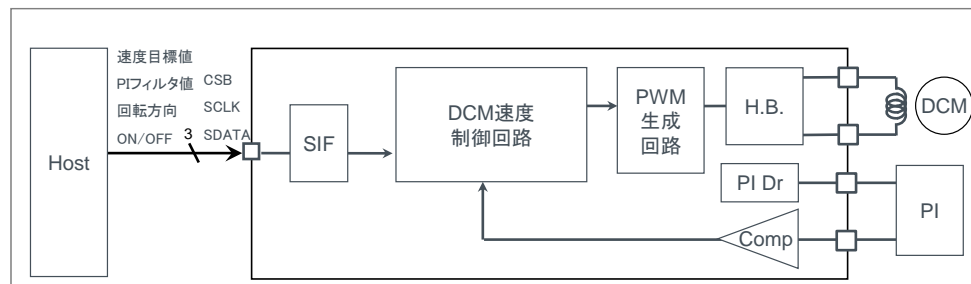 Host
速度目標値
PIフィルタ値 CSB
回転方向 SCLK
ON/OFF 3 SDATA
SIF
DCM速度
制御回路
PWM
生成
回路
H.B.
DCM
PI Dr
PI
Comp